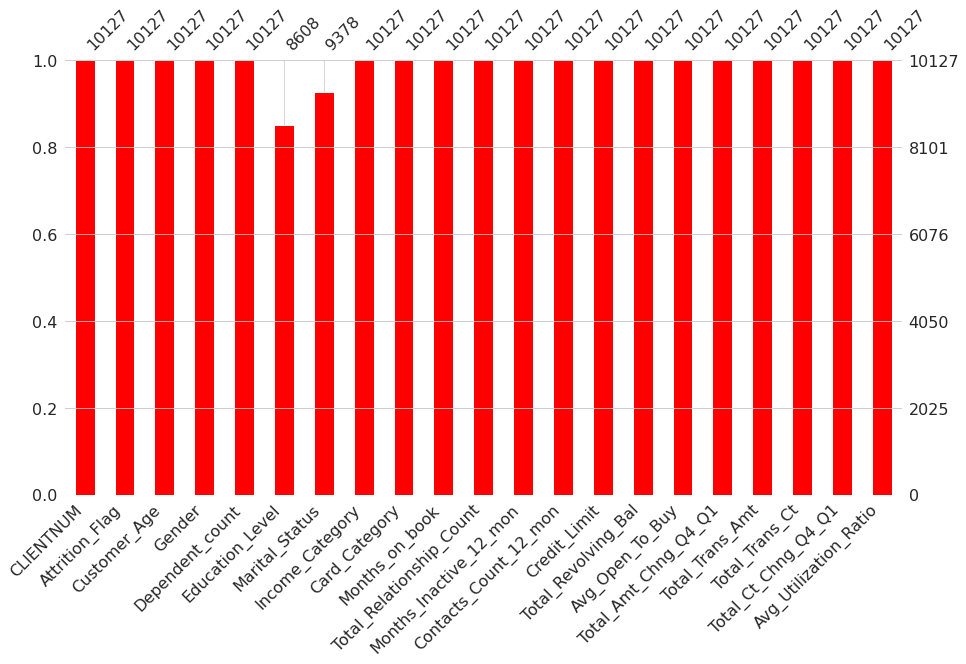 10127
10127
10127
10127
10127
8608
9378
10127
10127
10127
10127
10127
10127
10127
10127
10127
10127
10127
10127
10127
10127
1.0
10127
0.8
8101
0.6
6076
0.4
4050
0.2
2025
0.0
0
CLIENTNUM
Attrition_Flag
Customer_Age
Gender
Dependent_count
Education_Level
Marital_Status
Income_Category
Card_Category
Months_on_book
Total_Relationship_Count
Months_Inactive_12_mon
Contacts_Count_12_mon
Credit_Limit
Total_Revolving_Bal
Avg_Open_To_Buy
Total_Amt_Chng_Q4_Q1
Total_Trans_Amt
Total_Trans_Ct
Total_Ct_Chng_Q4_Q1
Avg_Utilization_Ratio